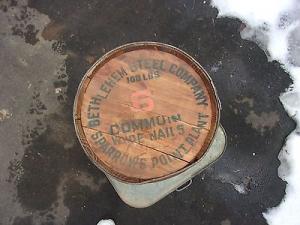 BETHLEHEM STEEL COMPANY
100 LBS
6
COMMON
WIRE NAILS
SPARROWS POINT PLANT